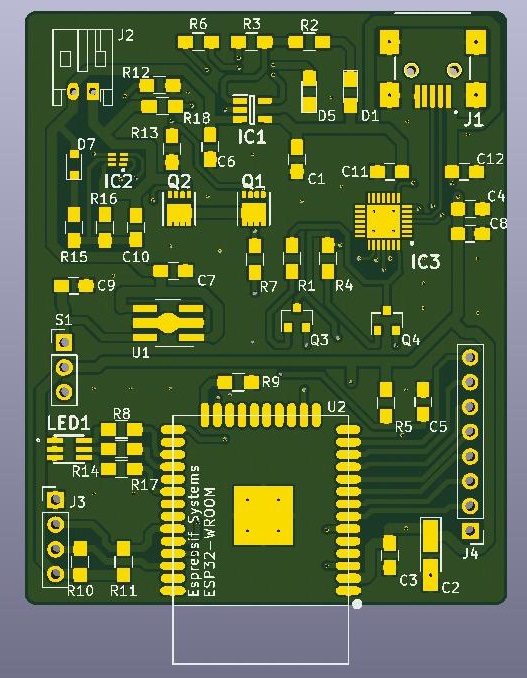 R6
R3
R2
J2
R12
R18
D5
D1
J1
R13
IC1
C6
D7
IC2
Q2
Q1
C1
C11
C12
R16
C4
C8
R15
C10
IC3
C7
R7
R1
R4
C9
S1
U1
Q3
Q4
R9
R8
U2
LED1
R5
C5
R14
R17
J3
Espressif Systems
ESP32-WROOM
J4
R10
R11
C3
C2